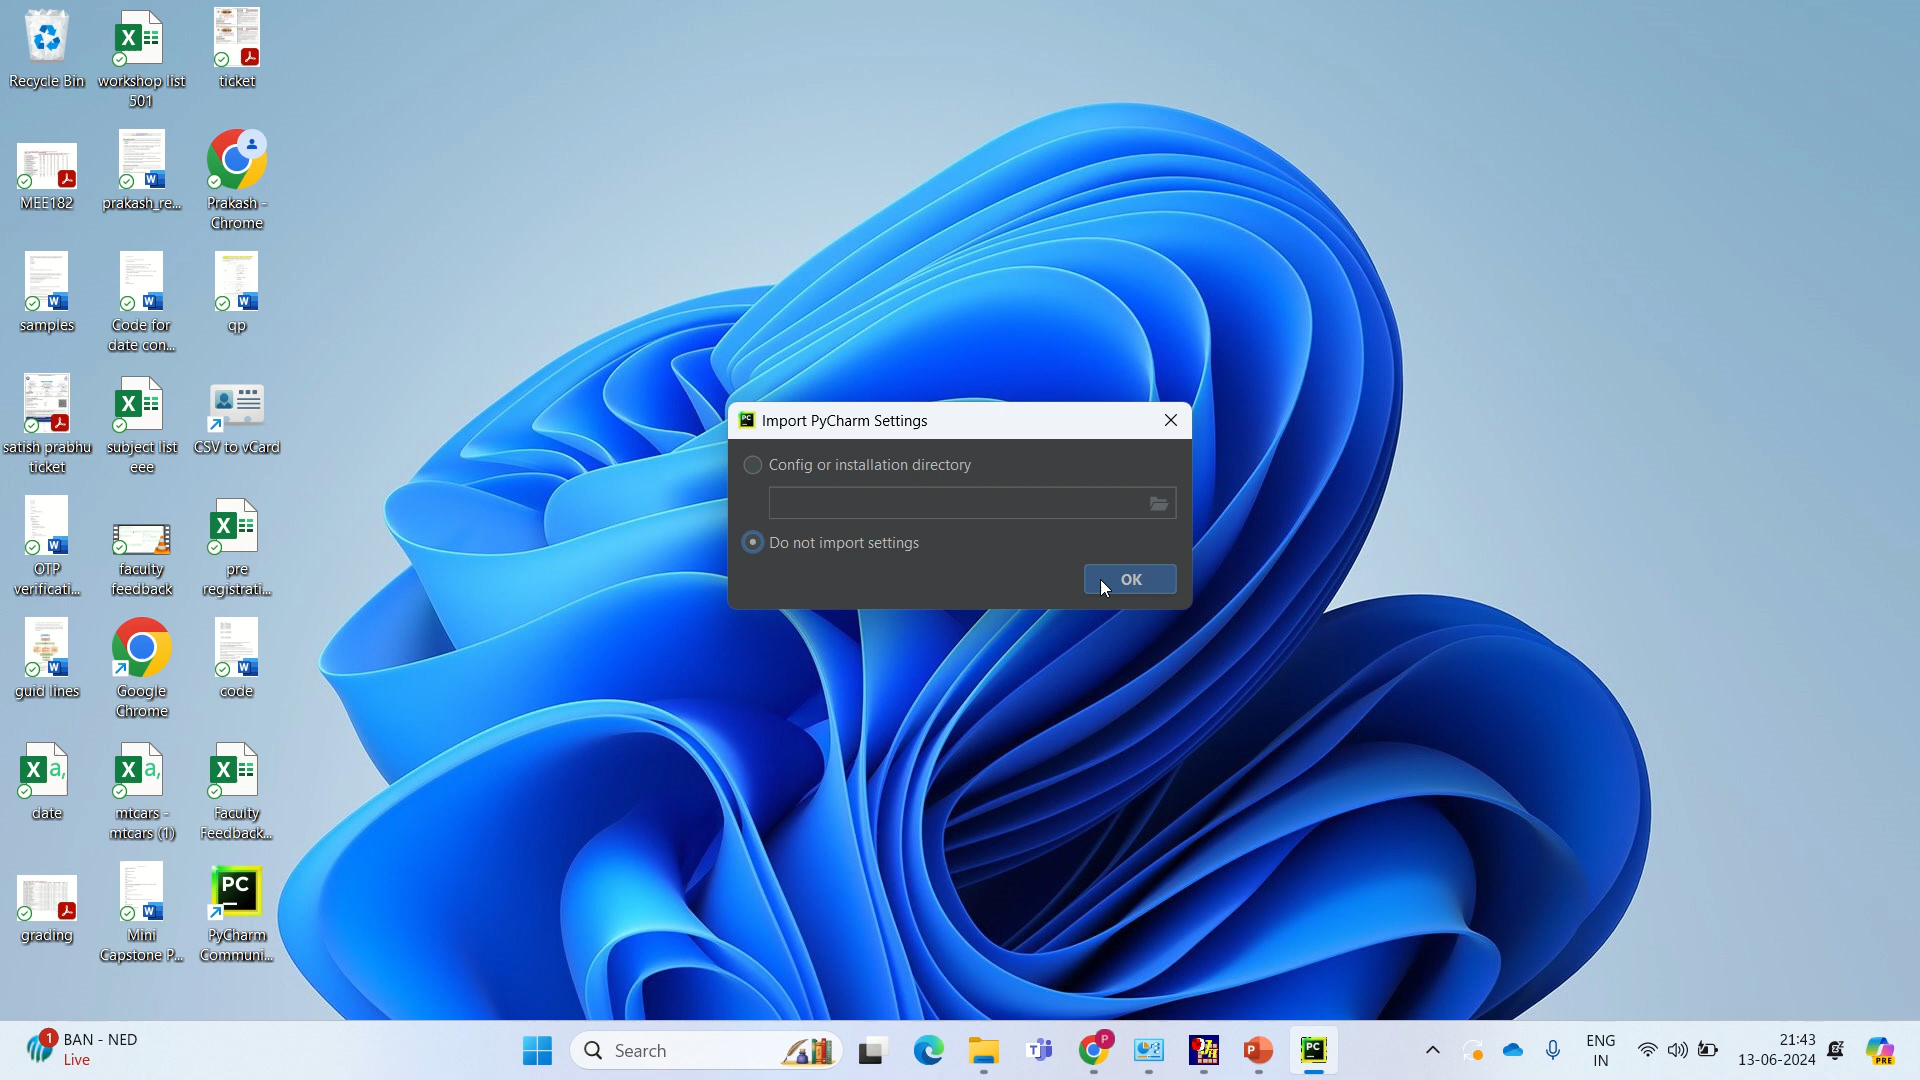 Recycle Bin
workshop list
501
ticket
MEE182
prakash_re...
Prakash -
Chrome
samples
Code for
date con...
qp
satish prabhu
ticket
subject list
eee
CSV to vCard
OTP
verificati...
faculty
feedback
pre
registrati...
guid lines
Google
Chrome
code
date
mtcars -
mtcars (1)
Faculty
Feedback...
grading
Mini
Capstone P...
PyCharm
Communi...
Import PyCharm Settings
Config or installation directory
Do not import settings
OK
1
BAN - NED
Live
Search
ENG
IN
21:43
13-06-2024
PRE